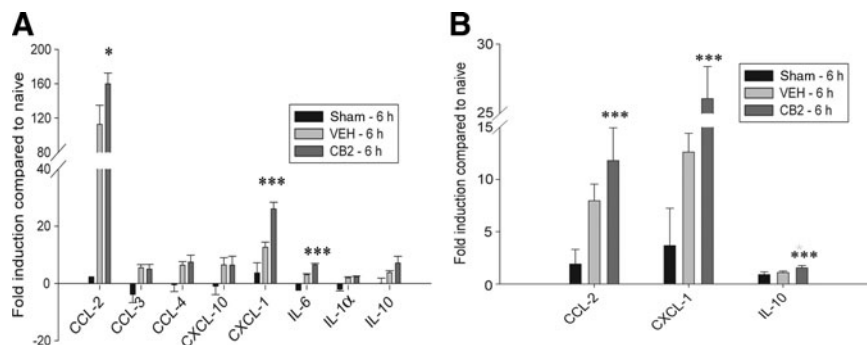 A
Fold induction compared to naive
200
160
120
80
40
20
0
-20
*
***
***
Sham - 6 h
VEH - 6 h
CB2 - 6 h
CCL-2
CCL-3
CCL-4
CXCL-10
CXCL-1
IL-6
IL-1α
IL-10
B
Fold induction compared to naive
30
25
15
10
5
0
***
***
***
Sham - 6 h
VEH - 6 h
CB2 - 6 h
CCL-2
CXCL-1
IL-10